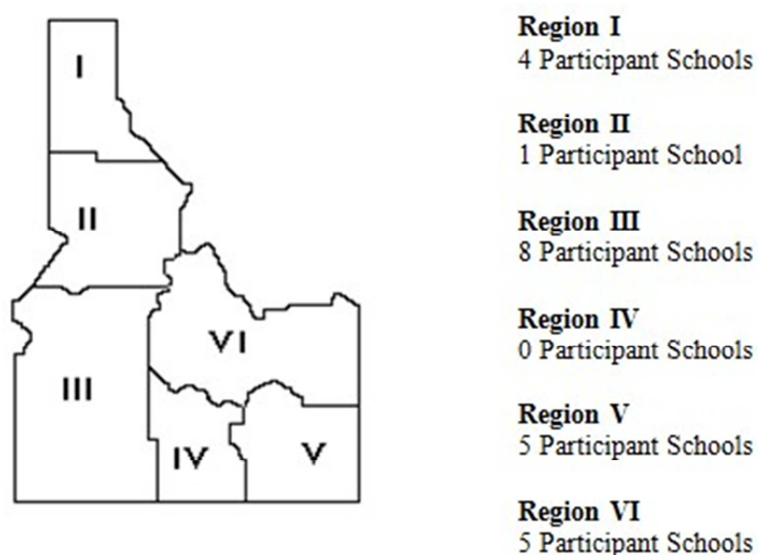 I
II
III
IV
V
VI
Region I
4 Participant Schools
Region II
1 Participant School
Region III
8 Participant Schools
Region IV
0 Participant Schools
Region V
5 Participant Schools
Region VI
5 Participant Schools